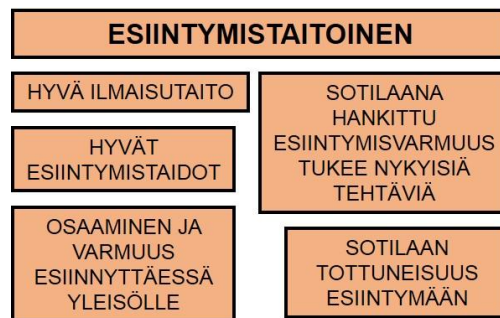 ESIINTYMISTAITOINEN
HYVÄ ILMAISUTAITO
HYVÄT
ESIINTYMISTAIDOT
OSAAMINEN JA
VARMUUS
ESIINNYTTÄESSÄ
YLEISÖLLE
SOTILAANA
HANKITTU
ESIINTYMISVARMUUS
TUKEE NYKYISIÄ
TEHTÄVIÄ
SOTILAAN
TOTTUNEISUUS
ESIINTYMÄÄN